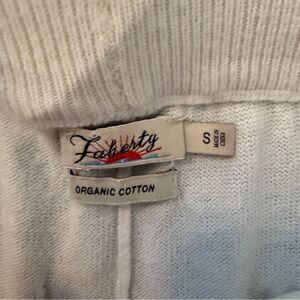 Faherty
S
MADE IN
CHINA
ORGANIC COTTON